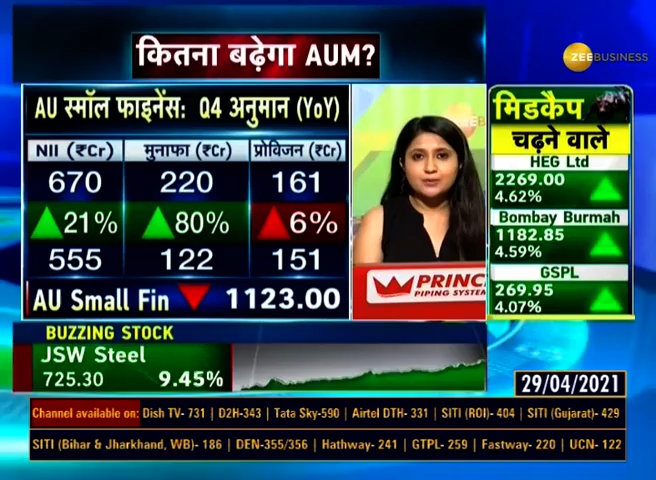 कितना बढ़ेगा AUM?
ZEE BUSINESS
AU स्मॉल फाइनेंस: Q4 अनुमान (YoY)
NII (₹Cr) मुनाफा (₹Cr) प्रोविजन (₹Cr)
670 220 161
21% 80% 6%
555 122 151
AU Small Fin 1123.00
PRINC
PIPING SYSTEM
मिडकैप
चढ़ने वाले
HEG Ltd
2269.00
4.62%
Bombay Burmah
1182.85
4.59%
GSPL
269.95
4.07%
BUZZING STOCK
JSW Steel
725.30 9.45%
29/04/2021
Channel available on: Dish TV- 731 | D2H-343 | Tata Sky-590 | Airtel DTH- 331 | SITI (ROI)- 404 | SITI (Gujarat)- 429
SITI (Bihar & Jharkhand, WB)- 186 | DEN-355/356 | Hathway- 241 | GTPL- 259 | Fastway- 220 | UCN- 122